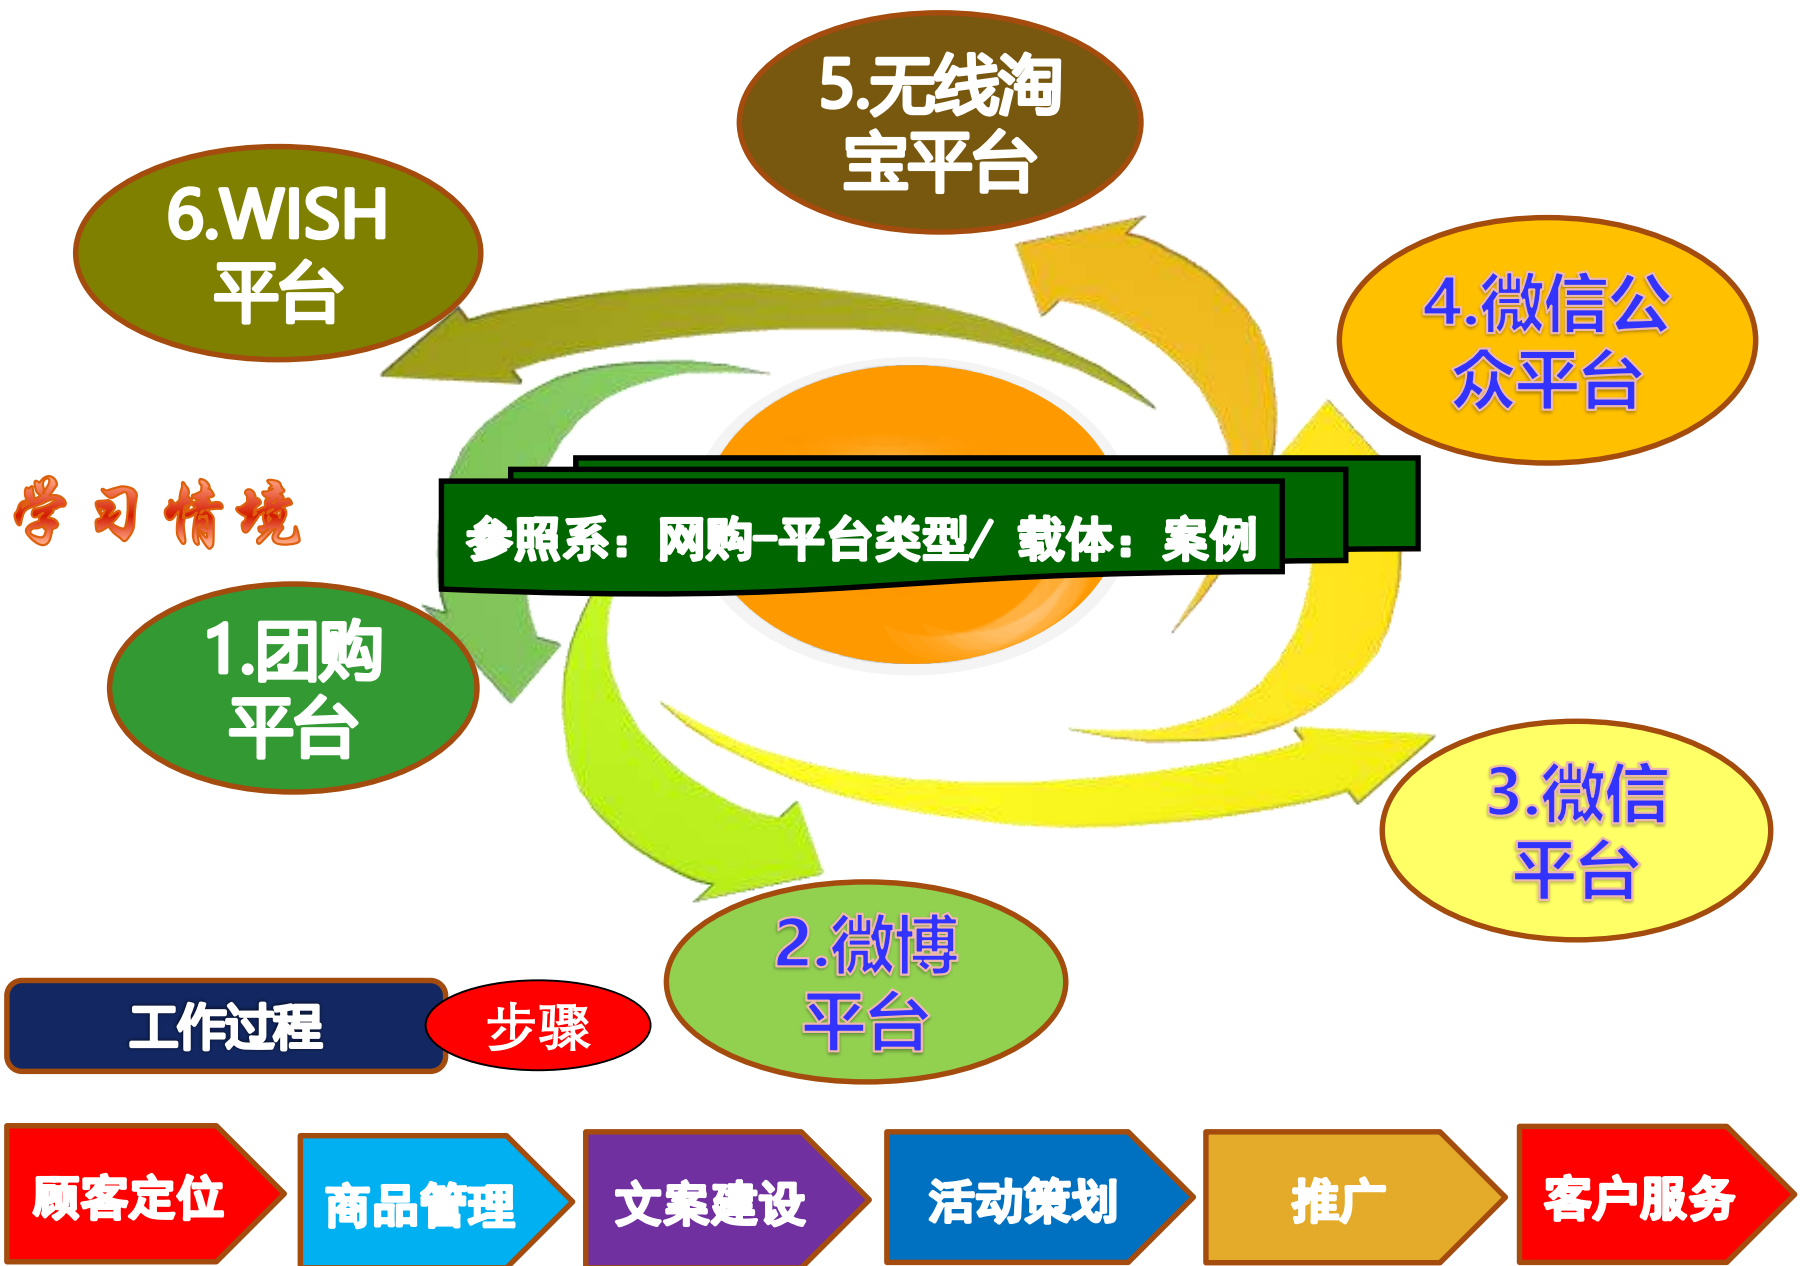 5.无线淘
宝平台
6.WISH
平台
4.微信公
众平台
学习情境
参照系：网购-平台类型/ 载体：案例
1.团购
平台
3.微信
平台
2.微博
平台
工作过程
步骤
顾客定位
商品管理
文案建设
活动策划
推广
客户服务